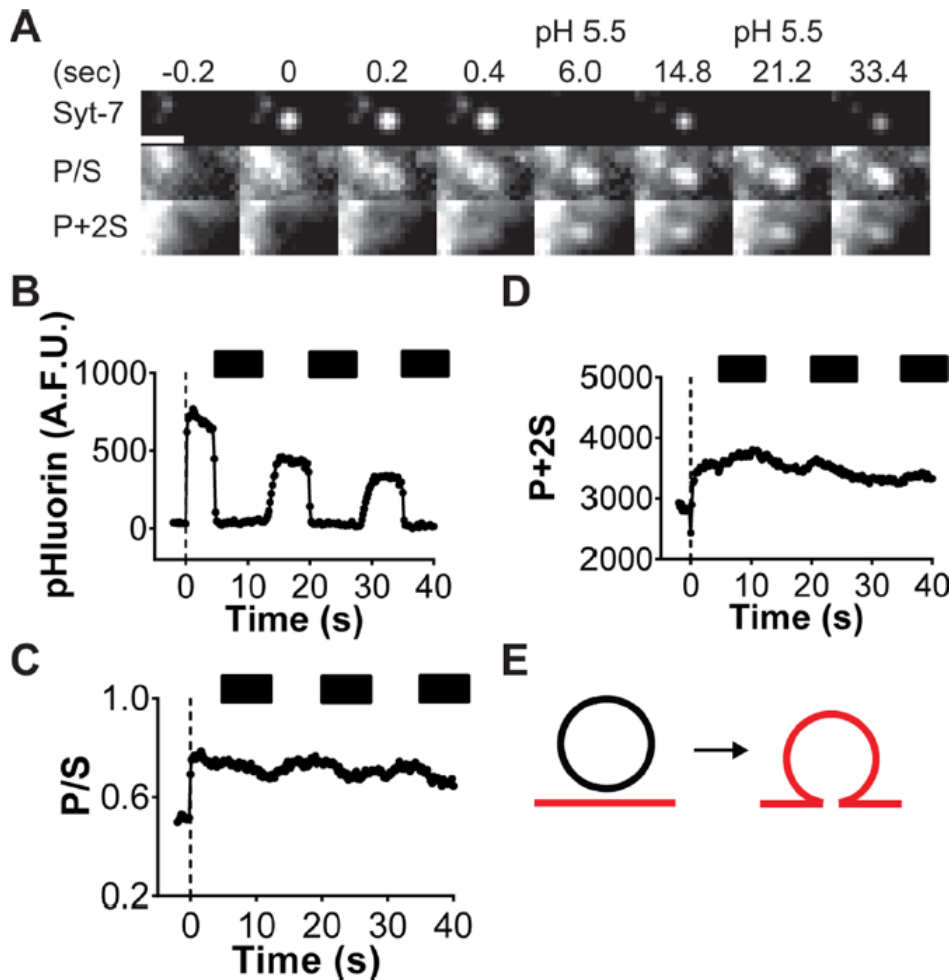 A
pH 5.5 pH 5.5
(sec) -0.2 0 0.2 0.4 6.0 14.8 21.2 33.4
Syt-7
P/S
P+2S
B
pHluorin (A.F.U.)
1000
500
0
0 10 20 30 40
Time (s)
D
P+2S
5000
4000
3000
2000
0 10 20 30 40
Time (s)
C
P/S
1.0
0.6
0.2
0 10 20 30 40
Time (s)
E